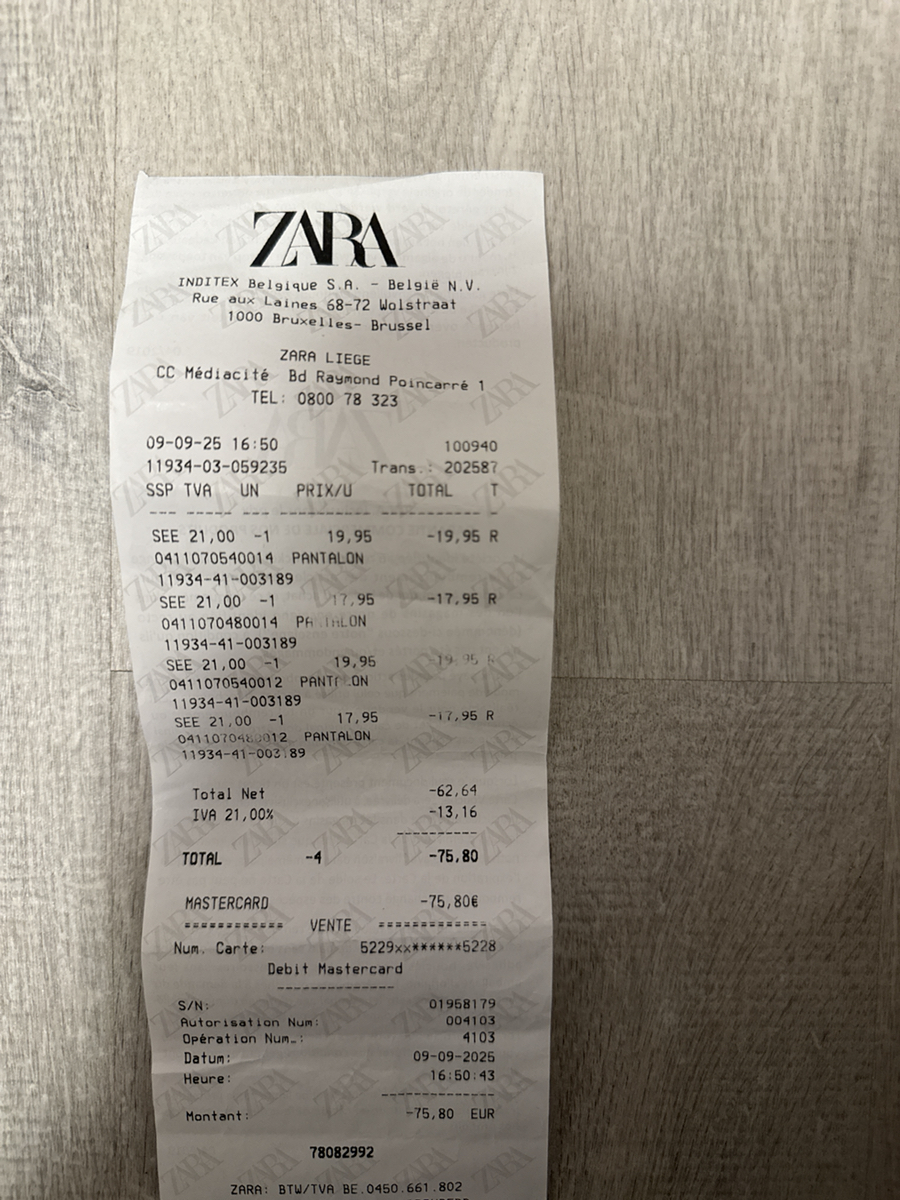 ZARA
INDITEX Belgique S.A. - België N.V.
Rue aux Laines 68-72 Wolstraat
1000 Bruxelles- Brussel
ZARA LIEGE
CC Médiacité Bd Raymond Poincarré 1
TEL: 0800 78 323
09-09-25 16:50 100940
11934-03-059235 Trans.: 202587
SSP TVA UN PRIX/U TOTAL T
SEE 21,00 -1 19,95 -19,95 R
0411070540014 PANTALON
11934-41-003189
SEE 21,00 -1 17,95 -17,95 R
0411070480014
11934-41-003189
SEE 21,00 -1 19,95 -19,95 R
0411070540012
11934-41-003189
SEE 21,00 -1 17,95 -17,95 R
PANTALON
Total Net -62,64
IVA 21,00% -13,16
TOTAL -4 -75,80
MASTERCARD -75,80€
============ VENTE =============
Num. Carte: 5229xx******5228
Debit Mastercard
S/N: 01958179
Autorisation Num: 004103
Opération Num.: 4103
Datum: 09-09-2025
Heure: 16:50:43
Montant: -75,80 EUR
78082992
ZARA: BTW/TVA BE.0450.661.802